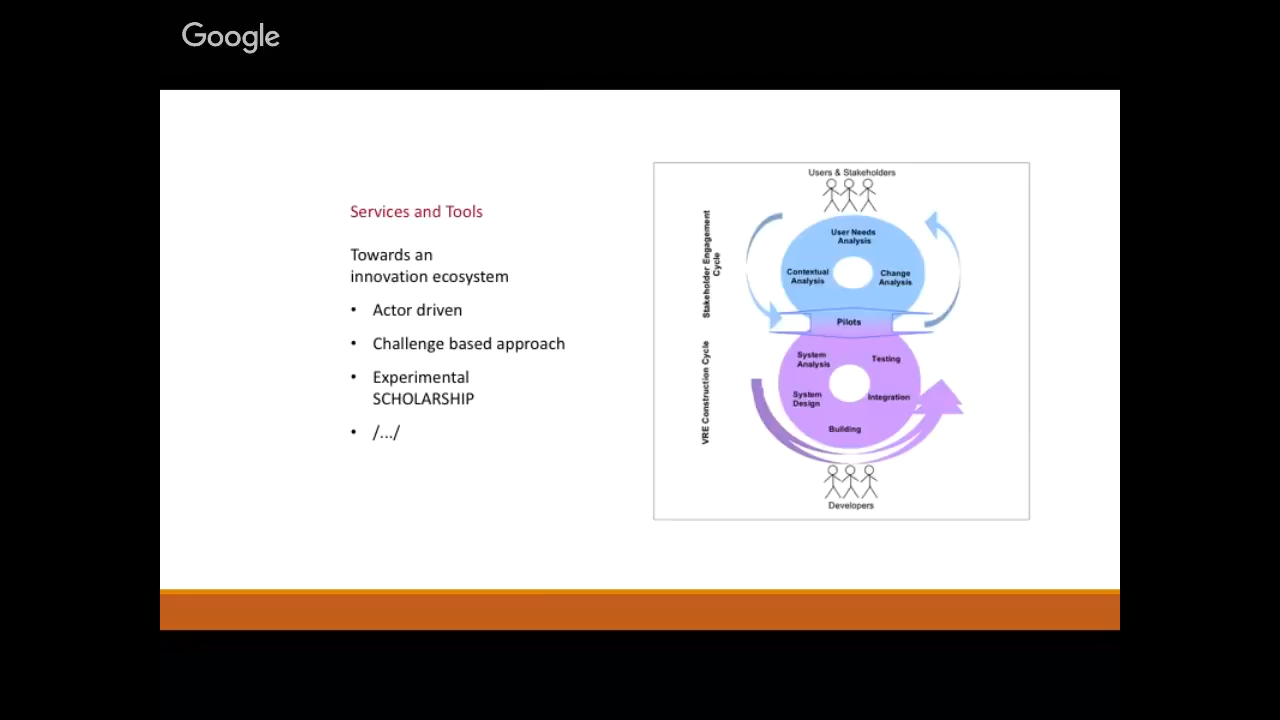 Google
Services and Tools
Towards an
innovation ecosystem
• Actor driven
• Challenge based approach
• Experimental
SCHOLARSHIP
• /.../
Users & Stakeholders
Stakeholder Engagement
Cycle
User Needs
Analysis
Contextual
Analysis
Change
Analysis
Pilots
VRE Construction Cycle
System
Analysis
Testing
System
Design
Integration
Building
Developers